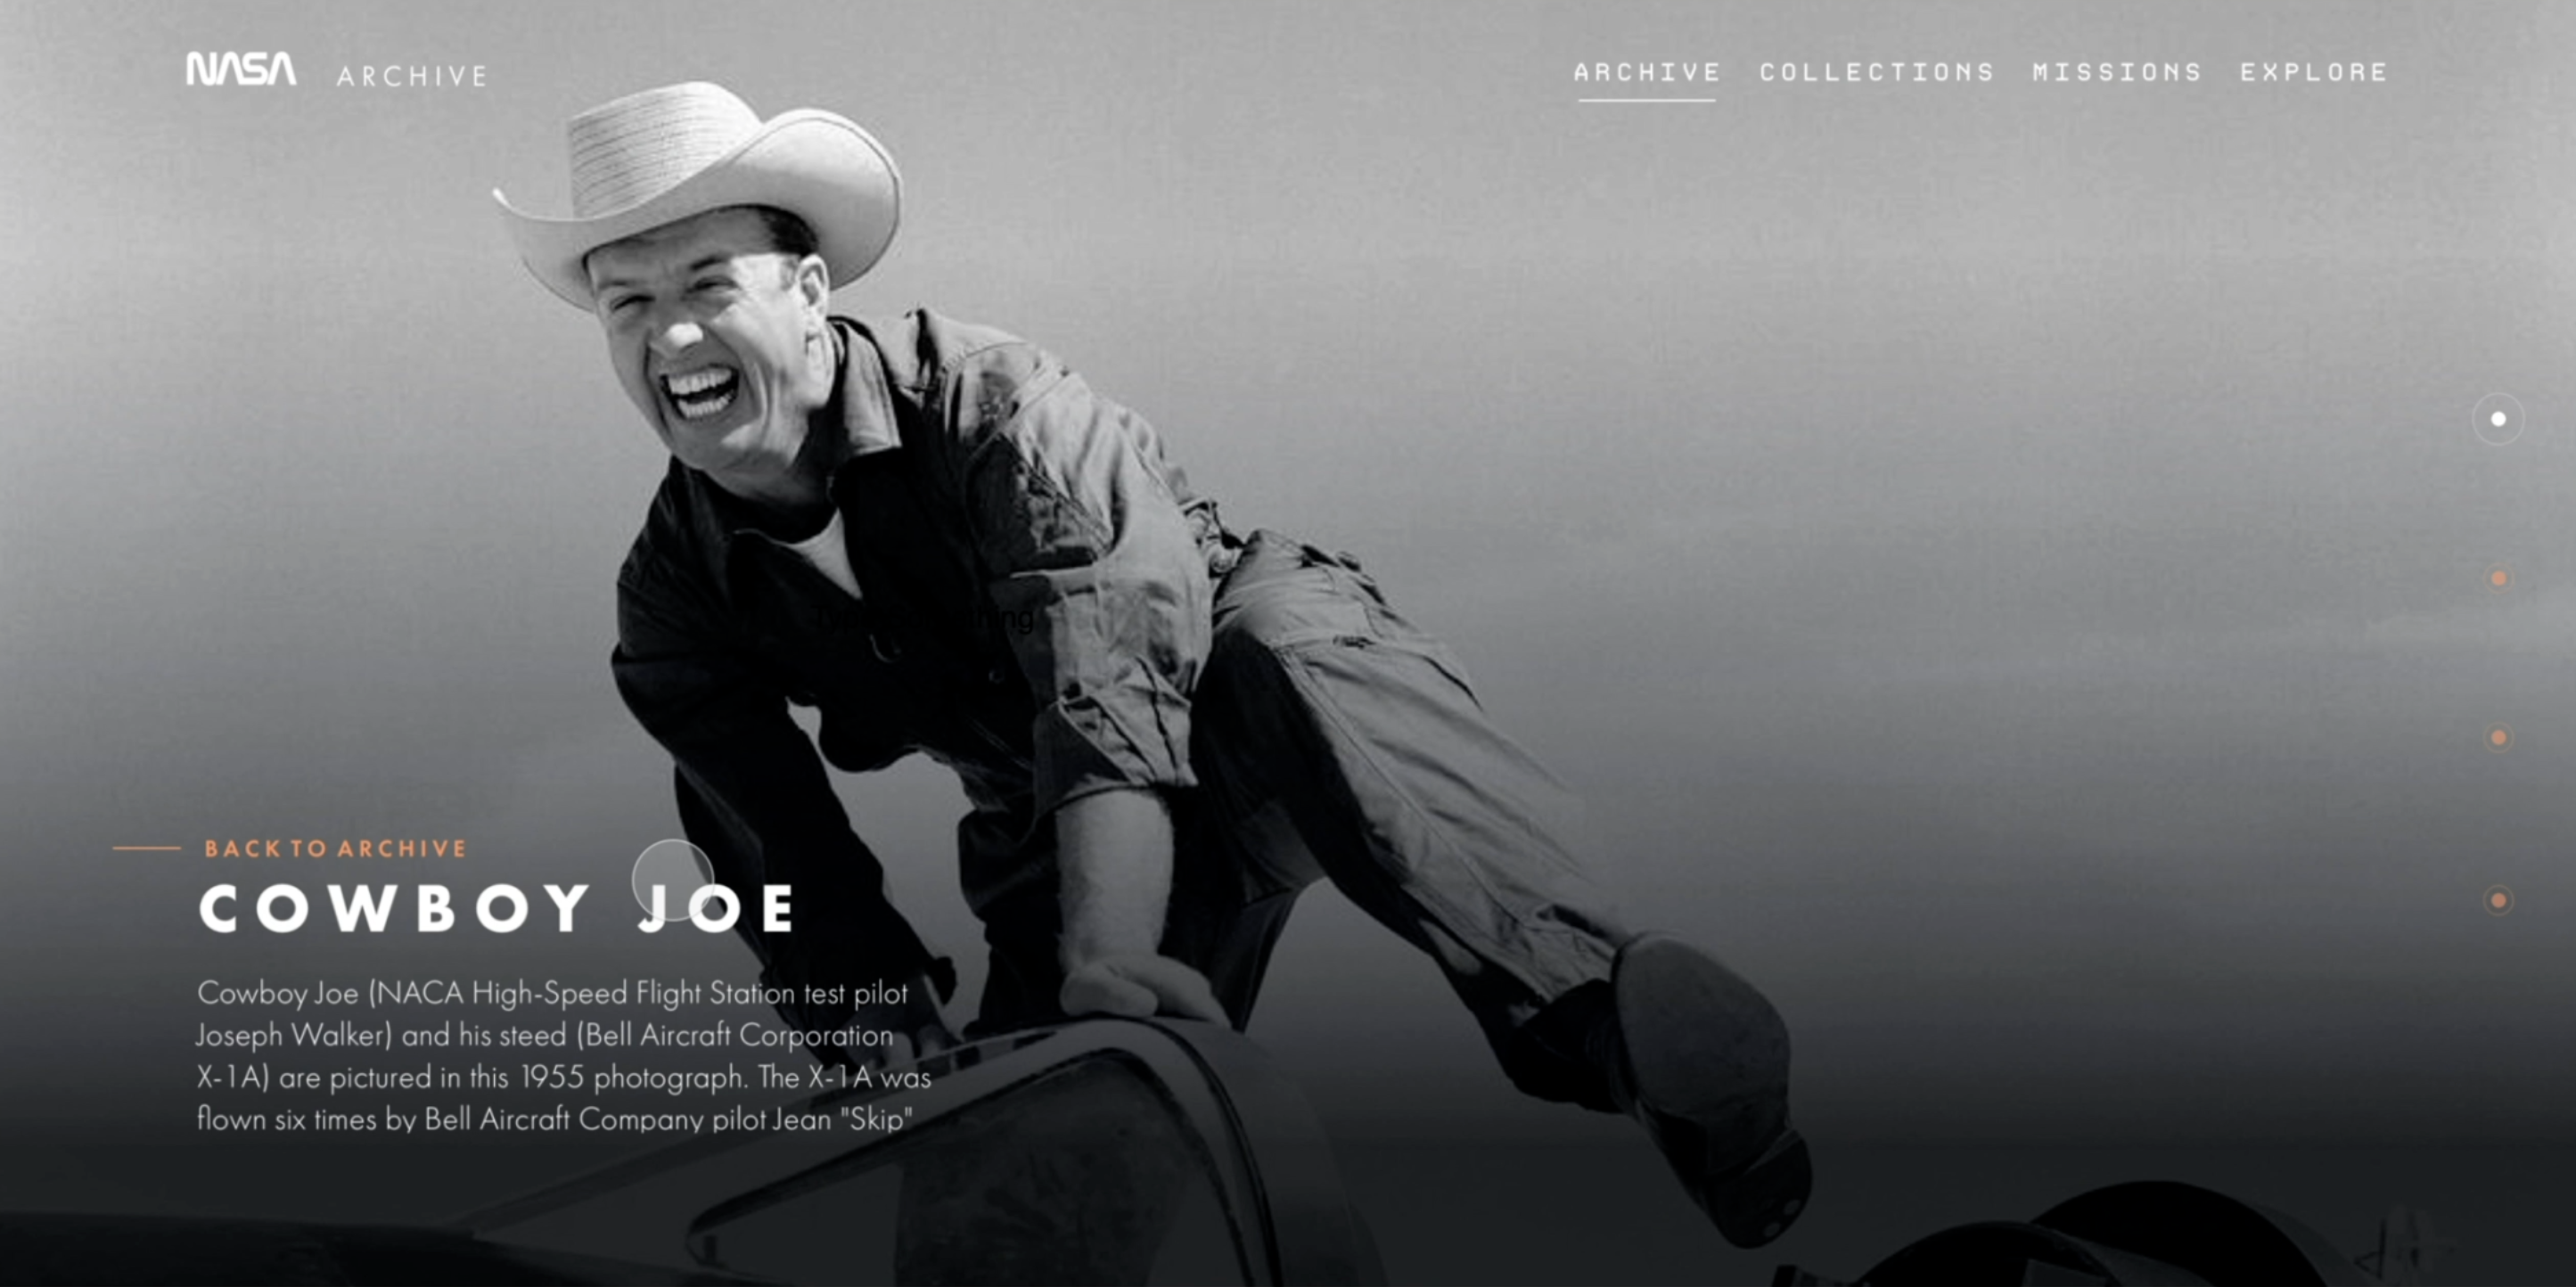 NASA ARCHIVE
ARCHIVE COLLECTIONS MISSIONS EXPLORE
BACK TO ARCHIVE
COWBOY JOE
Cowboy Joe (NACA High-Speed Flight Station test pilot
Joseph Walker) and his steed (Bell Aircraft Corporation
X-1A) are pictured in this 1955 photograph. The X-1A was
flown six times by Bell Aircraft Company pilot Jean "Skip"